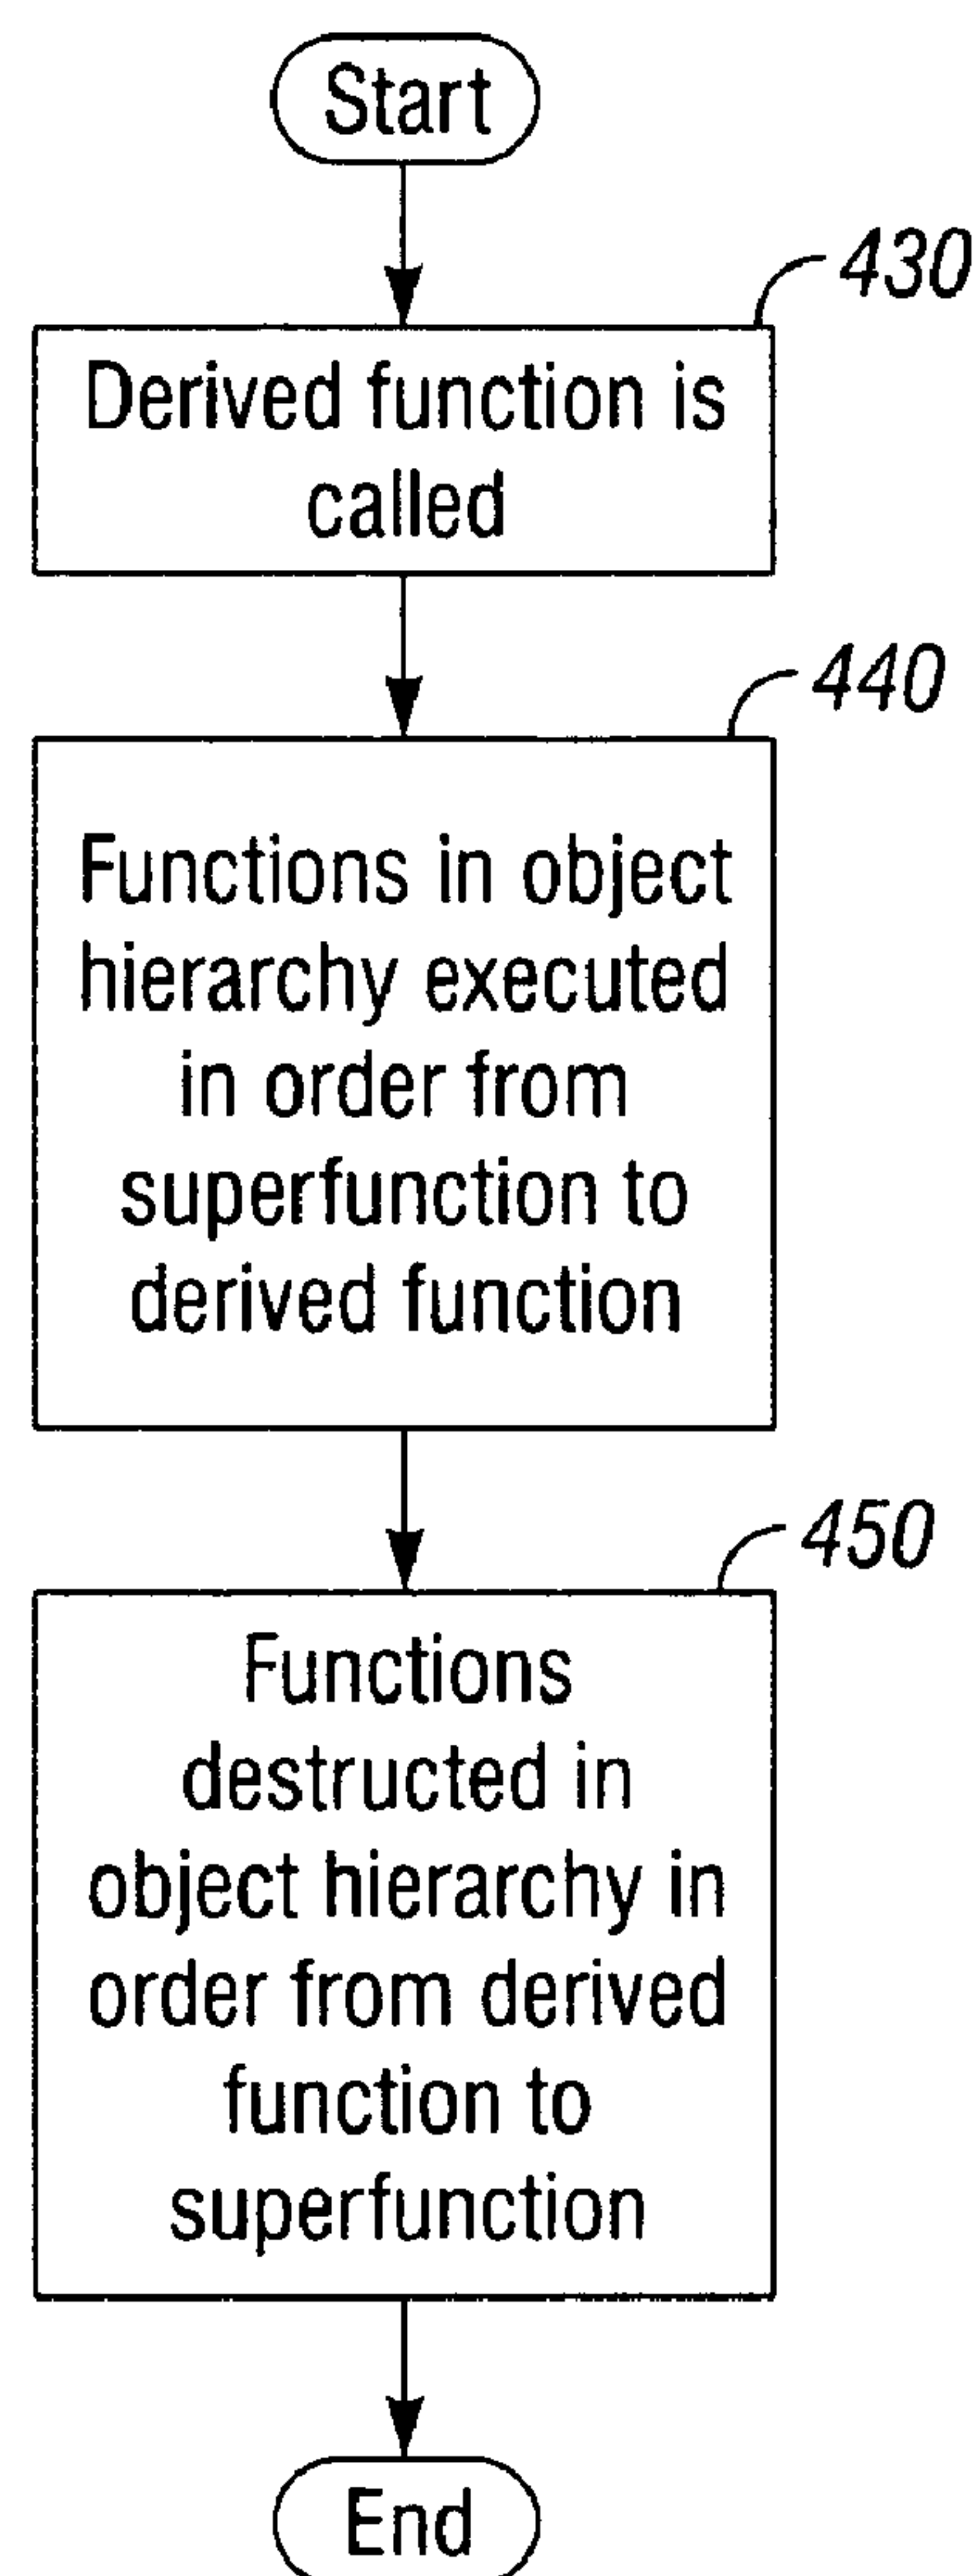 Start
430
Derived function is
called
440
Functions in object
hierarchy executed
in order from
superfunction to
derived function
450
Functions
destructed in
object hierarchy in
order from derived
function to
superfunction
End